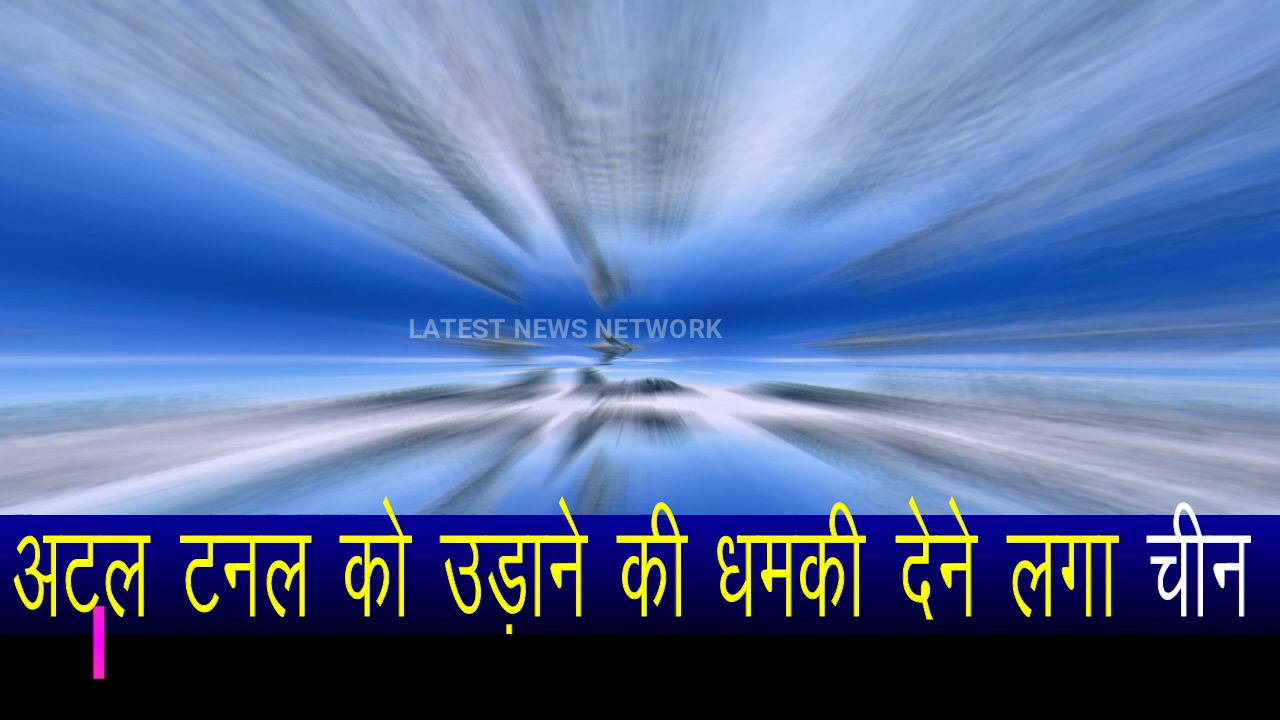 LATEST NEWS NETWORK
अटल टनल को उड़ाने की धमकी देने लगा चीन